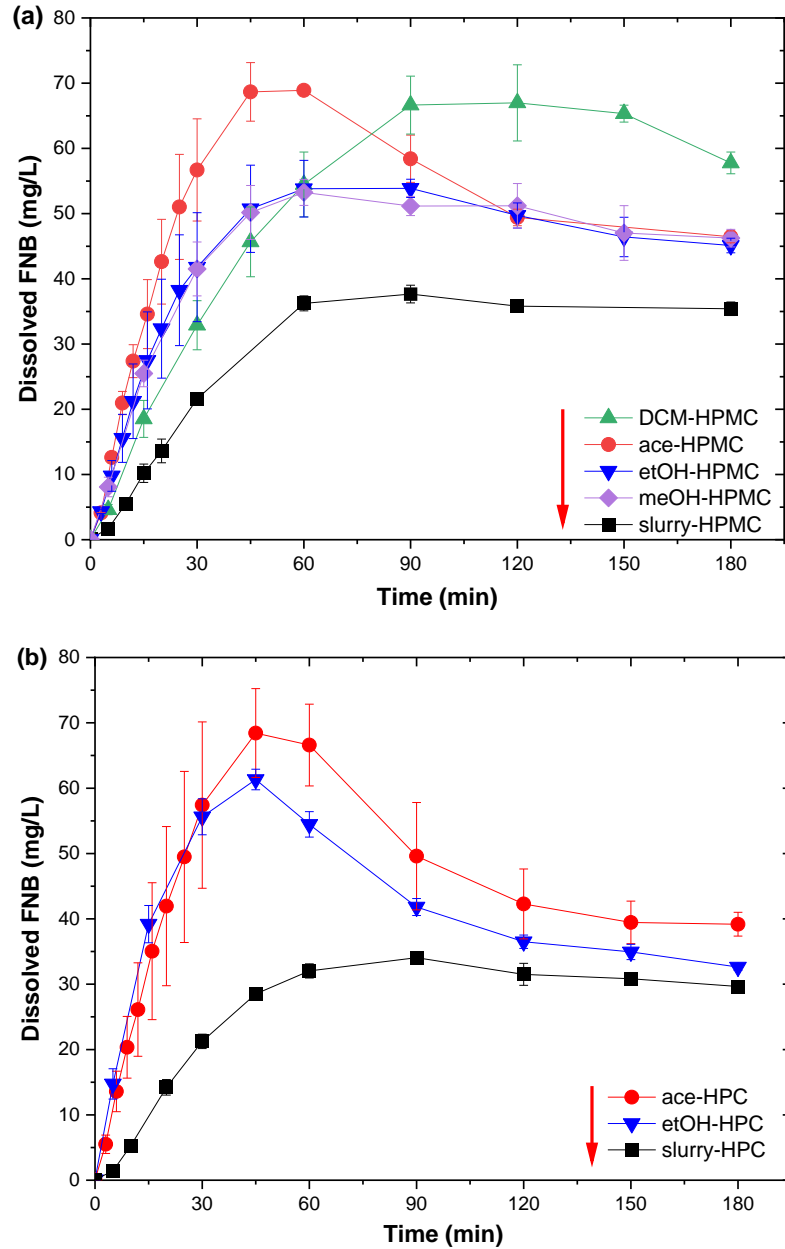 (a)
80
70
60
50
40
30
20
10
0
Dissolved FNB (mg/L)
DCM-HPMC
ace-HPMC
etOH-HPMC
meOH-HPMC
slurry-HPMC
0 30 60 90 120 150 180
Time (min)
(b)
80
70
60
50
40
30
20
10
0
Dissolved FNB (mg/L)
ace-HPC
etOH-HPC
slurry-HPC
0 30 60 90 120 150 180
Time (min)